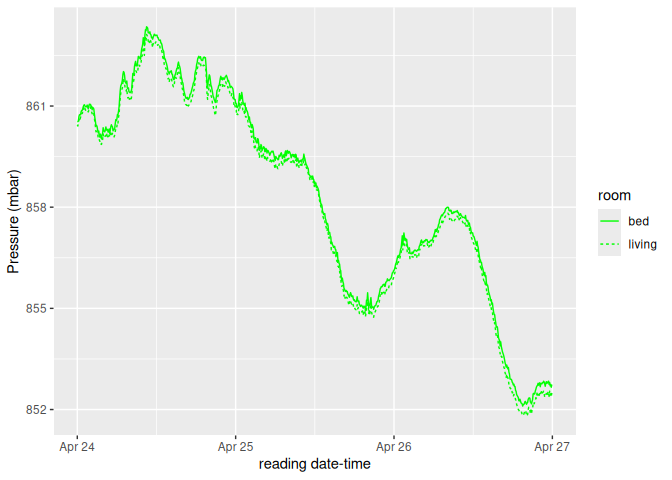 861
858
855
852
Pressure (mbar)
Apr 24
Apr 25
Apr 26
Apr 27
reading date-time
room
bed
living